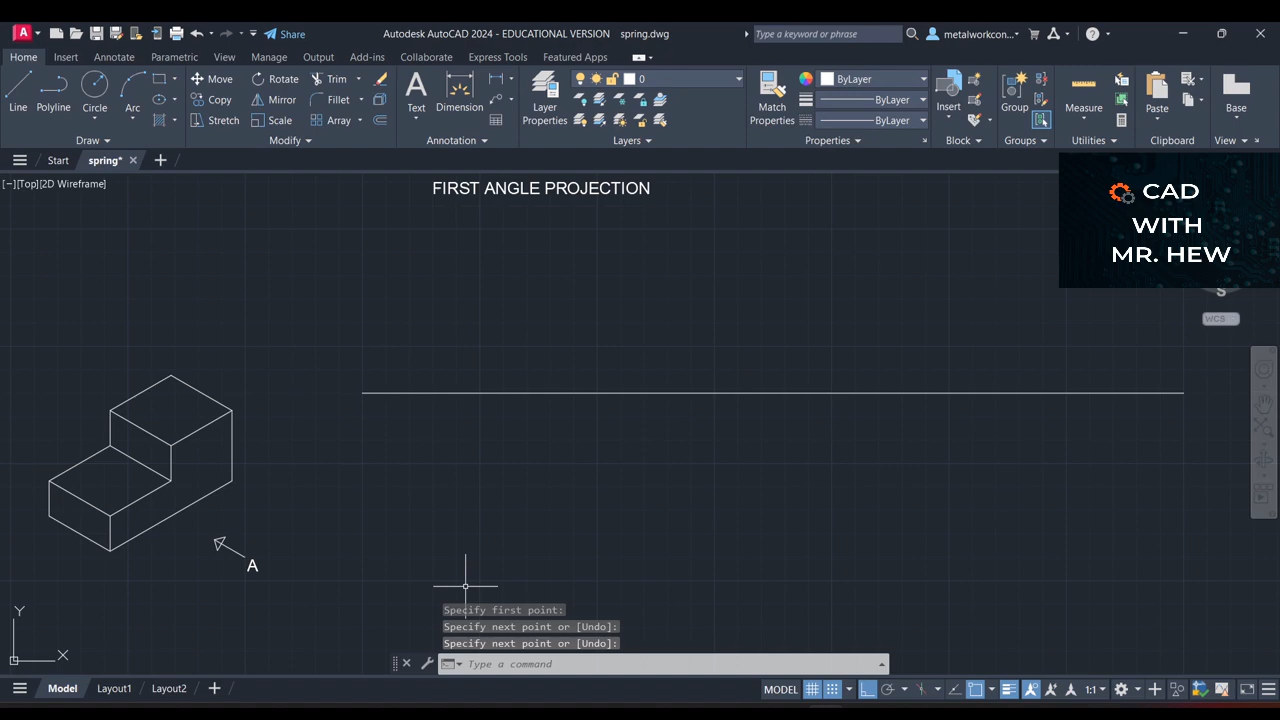 Share
Autodesk AutoCAD 2024 - EDUCATIONAL VERSION spring.dwg
Type a keyword or phrase
metalworkcon...
Home Insert Annotate Parametric View Manage Output Add-ins Collaborate Express Tools Featured Apps
Line Polyline Circle Arc
Move Rotate Trim
Copy Mirror Fillet
Stretch Scale Array
Text Dimension
Layer Properties
0
Match Properties
ByLayer
ByLayer
ByLayer
Insert Group Measure Paste Base
Draw Modify Annotation Layers Properties Block Groups Utilities Clipboard View
Start spring*
[−][Top][2D Wireframe]
FIRST ANGLE PROJECTION
CAD
WITH
MR. HEW
S
WCS
A
Y
X
Specify first point:
Specify next point or [Undo]:
Specify next point or [Undo]:
Type a command
Model Layout1 Layout2
MODEL
1:1